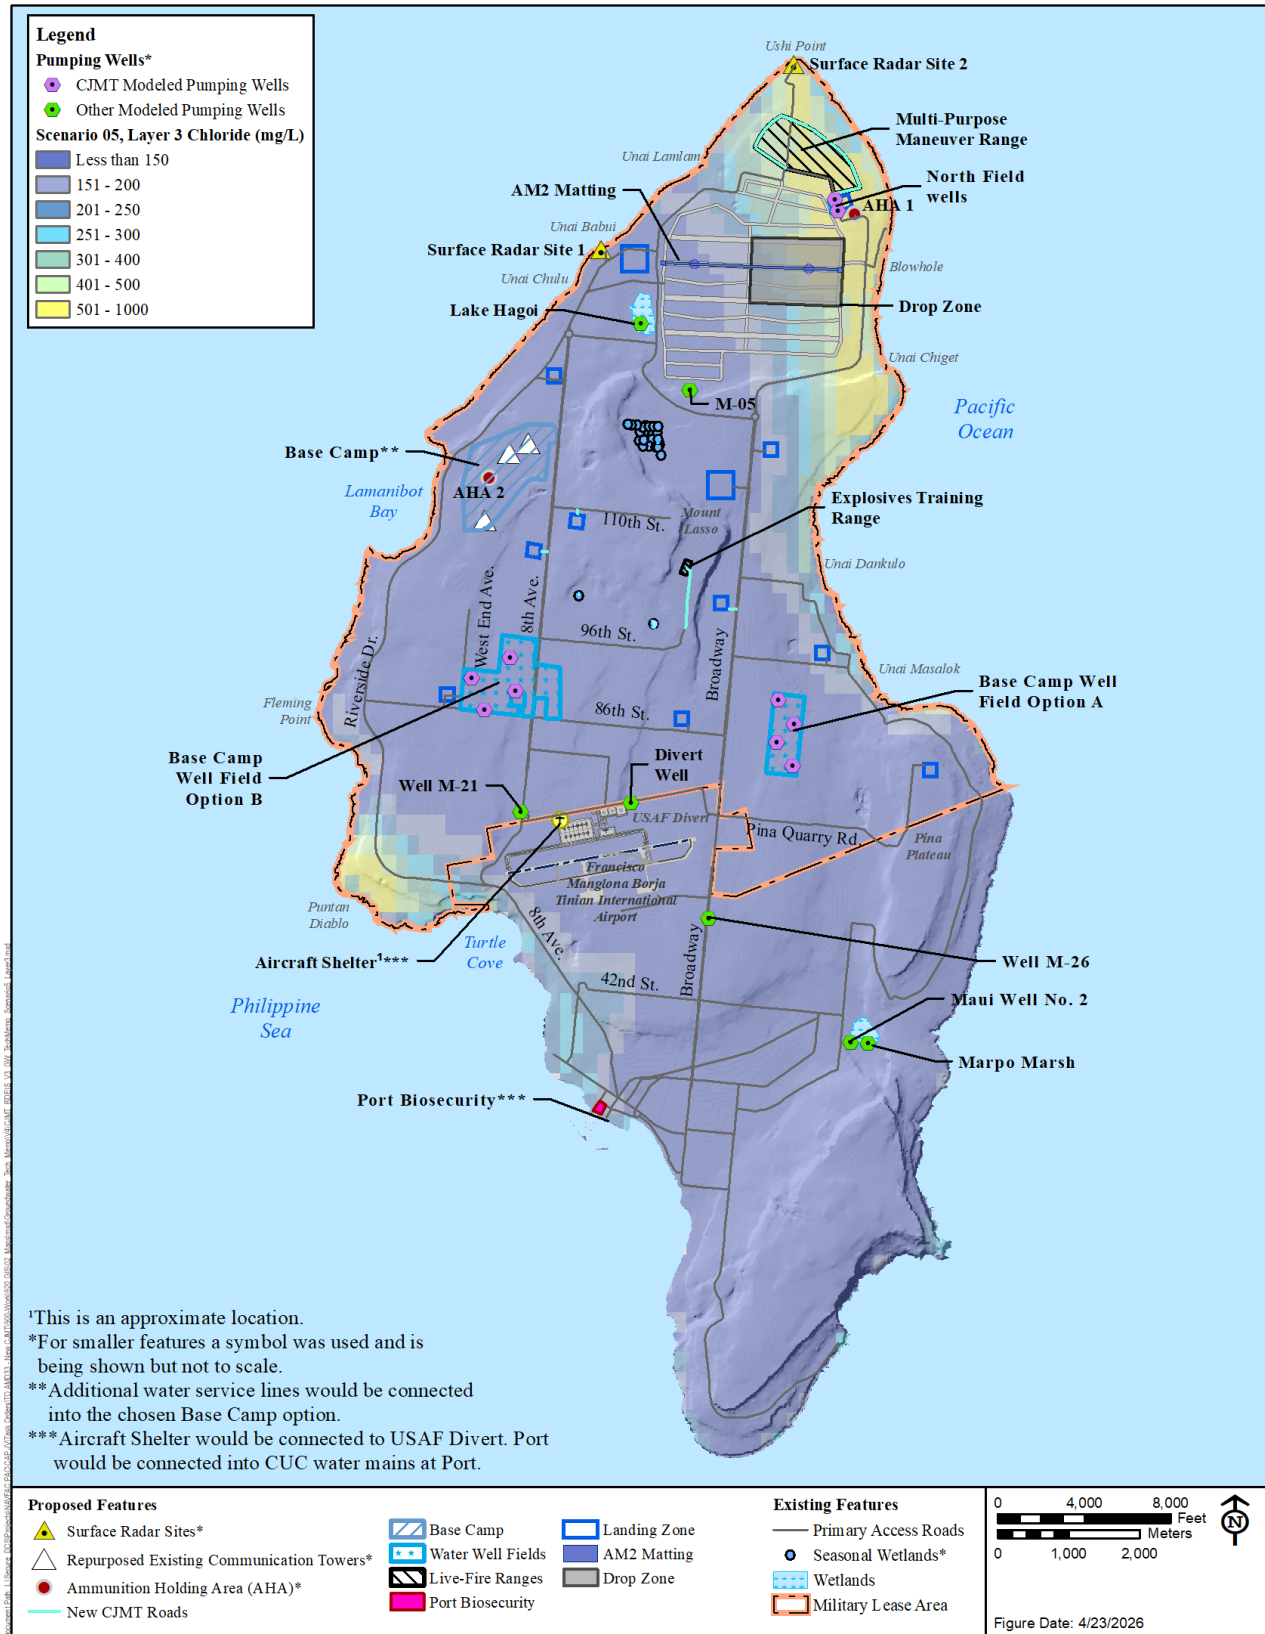 Legend
Pumping Wells*
CJMT Modeled Pumping Wells
Other Modeled Pumping Wells
Scenario 05, Layer 3 Chloride (mg/L)
Less than 150
151 - 200
201 - 250
251 - 300
301 - 400
401 - 500
501 - 1000
Ushi Point
Surface Radar Site 2
Multi-Purpose
Maneuver Range
Unai Lamlam
North Field
wells
AM2 Matting
AHA 1
Unai Babui
Surface Radar Site 1
Blowhole
Unai Chulu
Lake Hagoi
Drop Zone
Unai Chiget
M-05
Pacific
Ocean
Base Camp**
AHA 2
Lamanibot
Bay
Explosives Training
Range
Mount
Lasso
110th St.
Unai Dankulo
West End Ave.
8th Ave.
96th St.
Broadway
Riverside Dr.
Unai Masalok
Base Camp Well
Field Option A
Fleming
Point
86th St.
Base Camp
Well Field
Option B
Divert
Well
Well M-21
USAF Divert
Pina Quarry Rd.
Pina
Plateau
Francisco
Manglona Borja
Tinian International
Airport
Puntan
Diablo
8th Ave.
Turtle
Cove
Aircraft Shelter¹***
Broadway
Well M-26
42nd St.
Maui Well No. 2
Philippine
Sea
Marpo Marsh
Port Biosecurity***
¹This is an approximate location.
*For smaller features a symbol was used and is
being shown but not to scale.
**Additional water service lines would be connected
into the chosen Base Camp option.
***Aircraft Shelter would be connected to USAF Divert. Port
would be connected into CUC water mains at Port.
Proposed Features
Surface Radar Sites*
Repurposed Existing Communication Towers*
Ammunition Holding Area (AHA)*
New CJMT Roads
Base Camp
Water Well Fields
Live-Fire Ranges
Port Biosecurity
Landing Zone
AM2 Matting
Drop Zone
Existing Features
Primary Access Roads
Seasonal Wetlands*
Wetlands
Military Lease Area
0 4,000 8,000
Feet
Meters
0 1,000 2,000
N
Figure Date: 4/23/2026